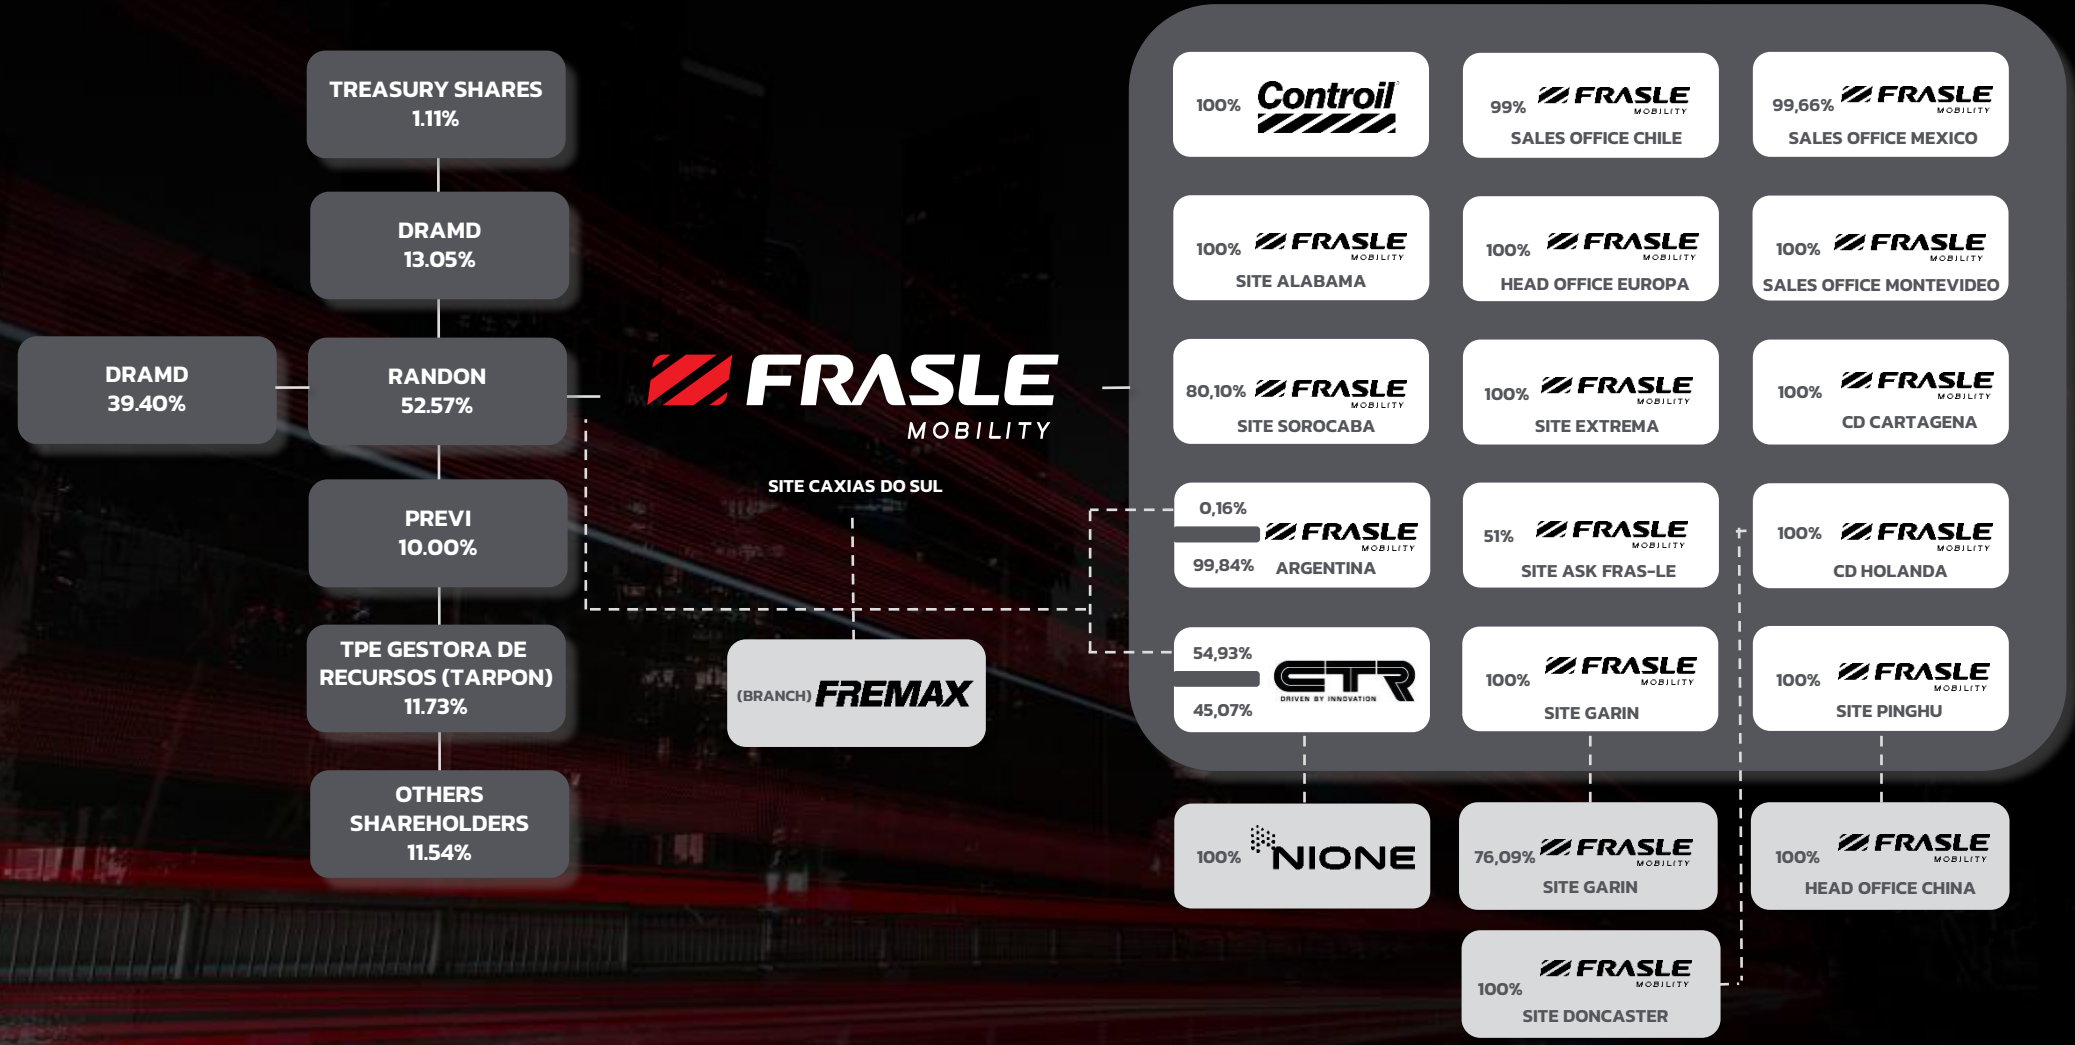 TREASURY SHARES
1.11%
DRAMD
13.05%
DRAMD
39.40%
RANDON
52.57%
PREVI
10.00%
TPE GESTORA DE
RECURSOS (TARPON)
11.73%
OTHERS
SHAREHOLDERS
11.54%
FRASLE
MOBILITY
SITE CAXIAS DO SUL
(BRANCH) FREMAX
100% Controil
99% FRASLE
MOBILITY
SALES OFFICE CHILE
99,66% FRASLE
MOBILITY
SALES OFFICE MEXICO
100% FRASLE
MOBILITY
SITE ALABAMA
100% FRASLE
MOBILITY
HEAD OFFICE EUROPA
100% FRASLE
MOBILITY
SALES OFFICE MONTEVIDEO
80,10% FRASLE
MOBILITY
SITE SOROCABA
100% FRASLE
MOBILITY
SITE EXTREMA
100% FRASLE
MOBILITY
CD CARTAGENA
0,16%
FRASLE
MOBILITY
99,84% ARGENTINA
51% FRASLE
MOBILITY
SITE ASK FRAS-LE
100% FRASLE
MOBILITY
CD HOLANDA
54,93%
CTR
DRIVEN BY INNOVATION
45,07%
100% FRASLE
MOBILITY
SITE GARIN
100% FRASLE
MOBILITY
SITE PINGHU
100% NIONE
76,09% FRASLE
MOBILITY
SITE GARIN
100% FRASLE
MOBILITY
HEAD OFFICE CHINA
100% FRASLE
MOBILITY
SITE DONCASTER